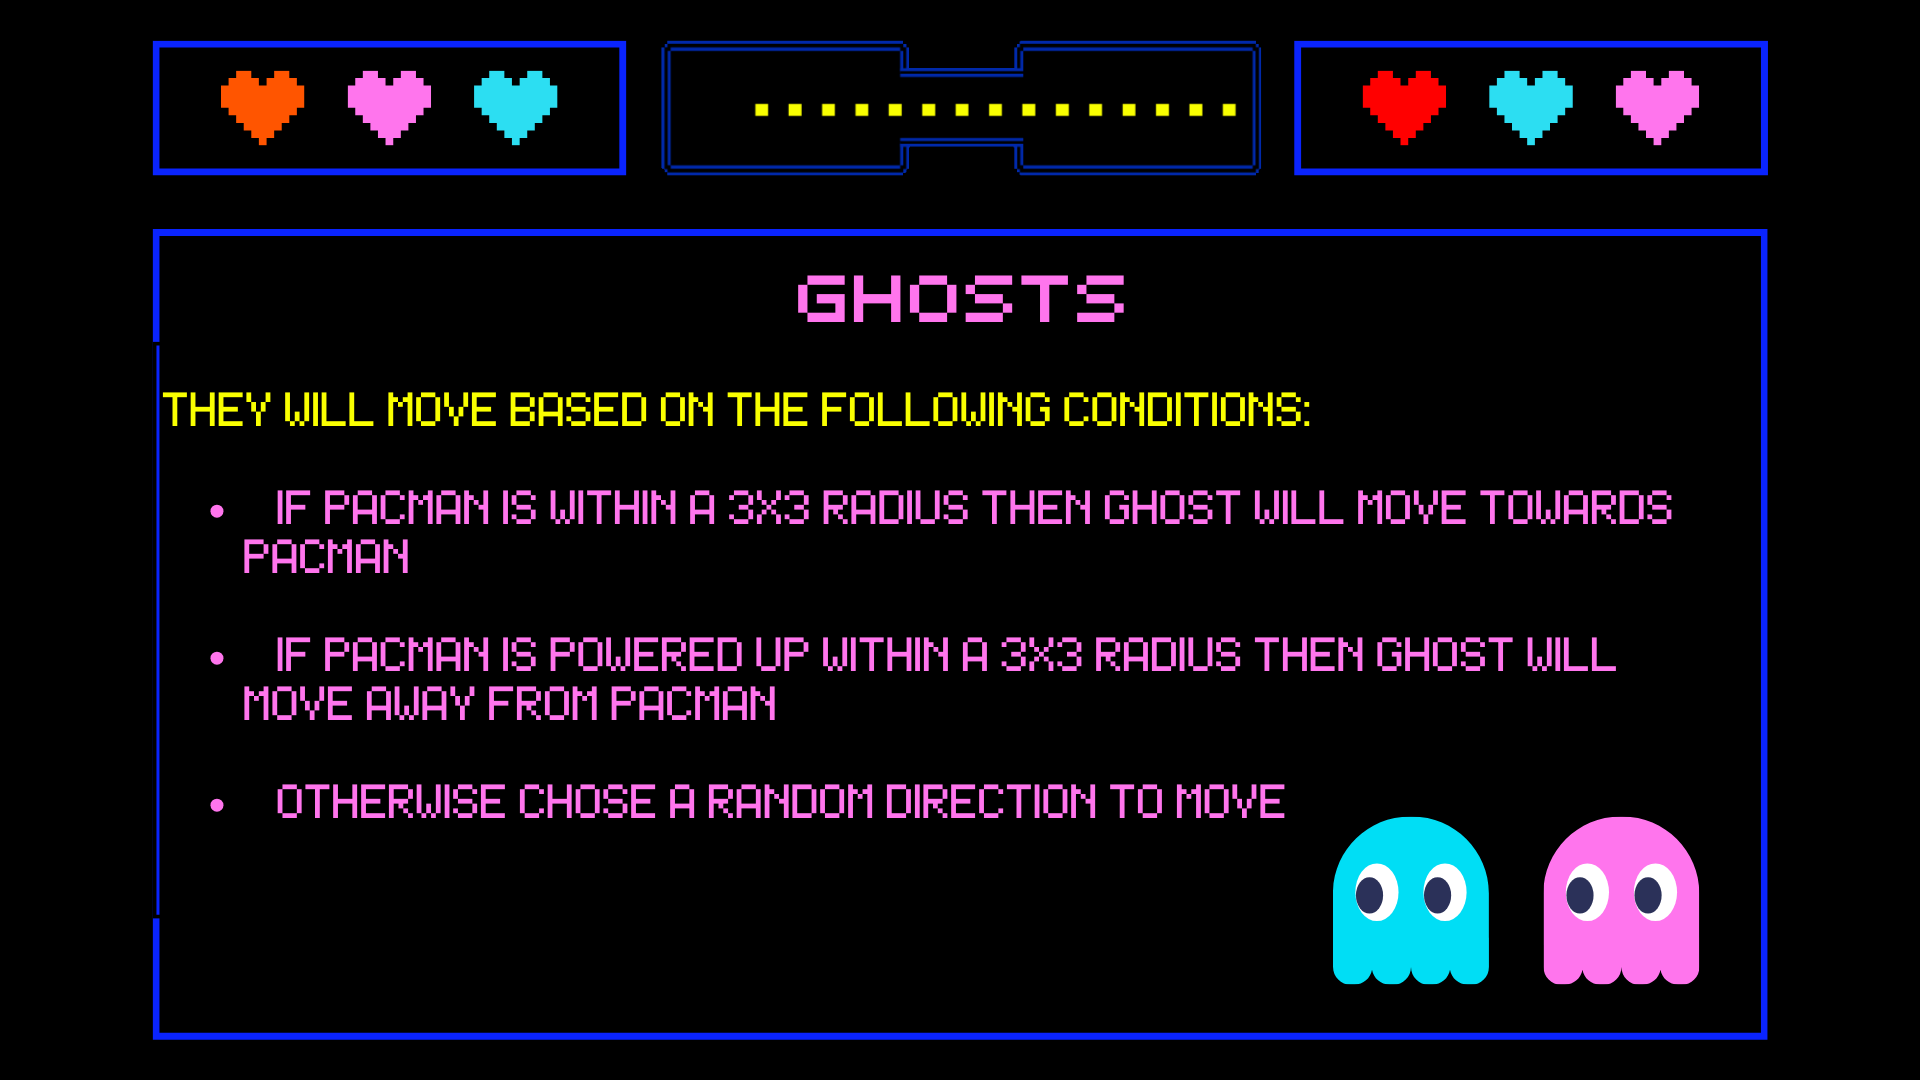 GHOSTS
THEY WILL MOVE BASED ON THE FOLLOWING CONDITIONS:
• IF PACMAN IS WITHIN A 3X3 RADIUS THEN GHOST WILL MOVE TOWARDS
PACMAN
• IF PACMAN IS POWERED UP WITHIN A 3X3 RADIUS THEN GHOST WILL
MOVE AWAY FROM PACMAN
• OTHERWISE CHOSE A RANDOM DIRECTION TO MOVE